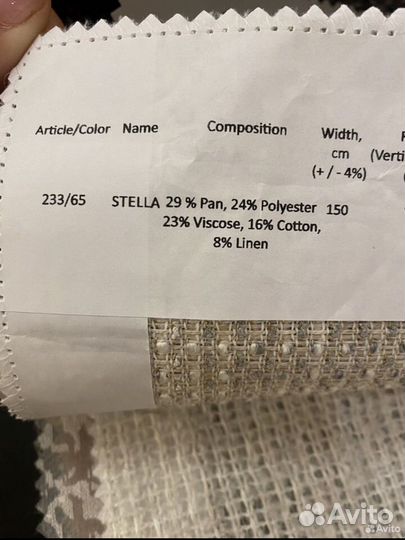 Article/Color Name Composition Width,
cm (Verti
(+ / - 4%) (
233/65 STELLA 29 % Pan, 24% Polyester 150
23% Viscose, 16% Cotton,
8% Linen
Avito
Avito